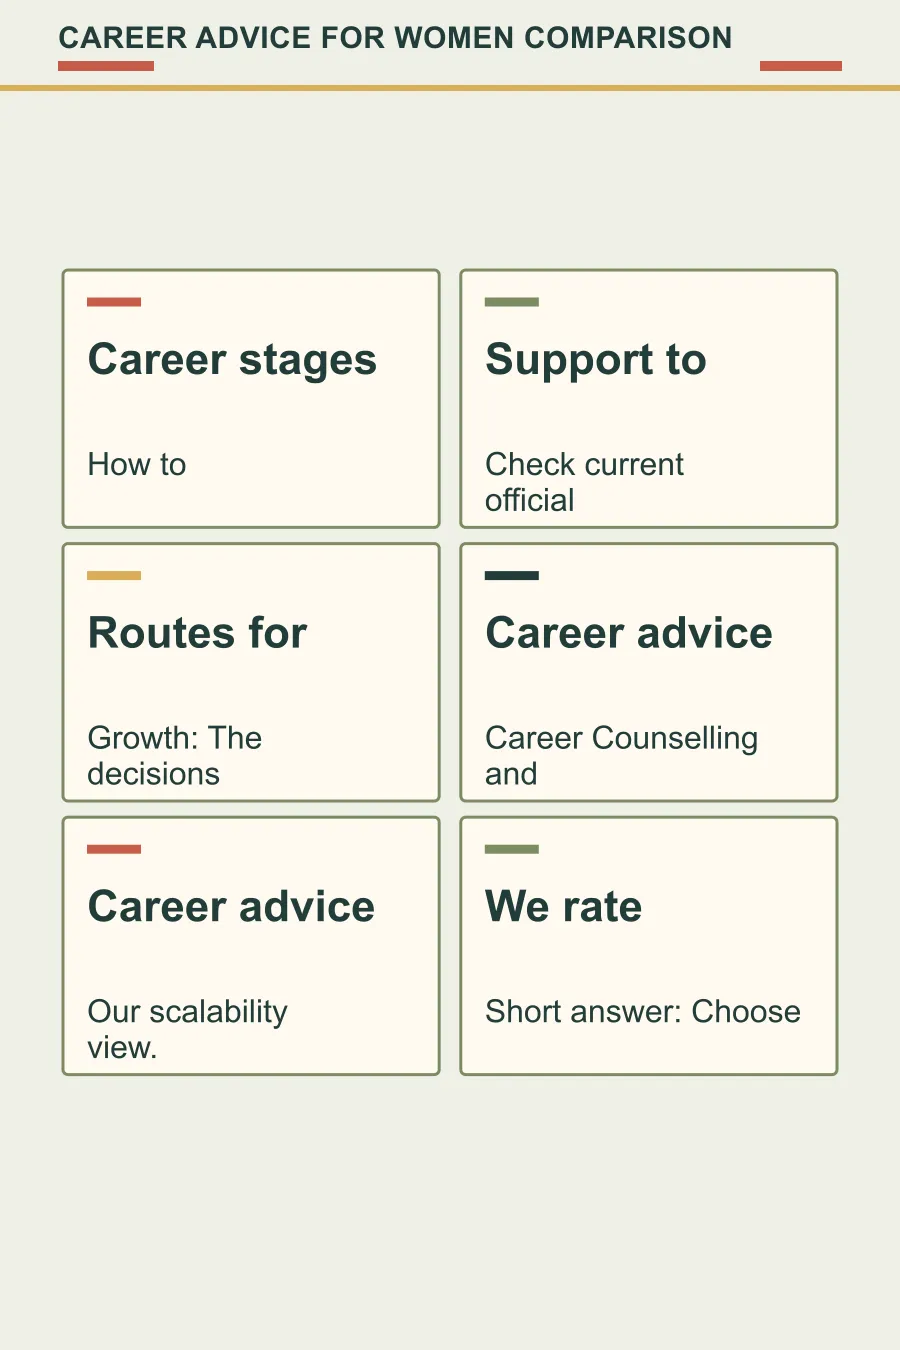 CAREER ADVICE FOR WOMEN COMPARISON
Career stages
How to
Support to
Check current
official
Routes for
Growth: The
decisions
Career advice
Career Counselling
and
Career advice
Our scalability
view.
We rate
Short answer: Choose